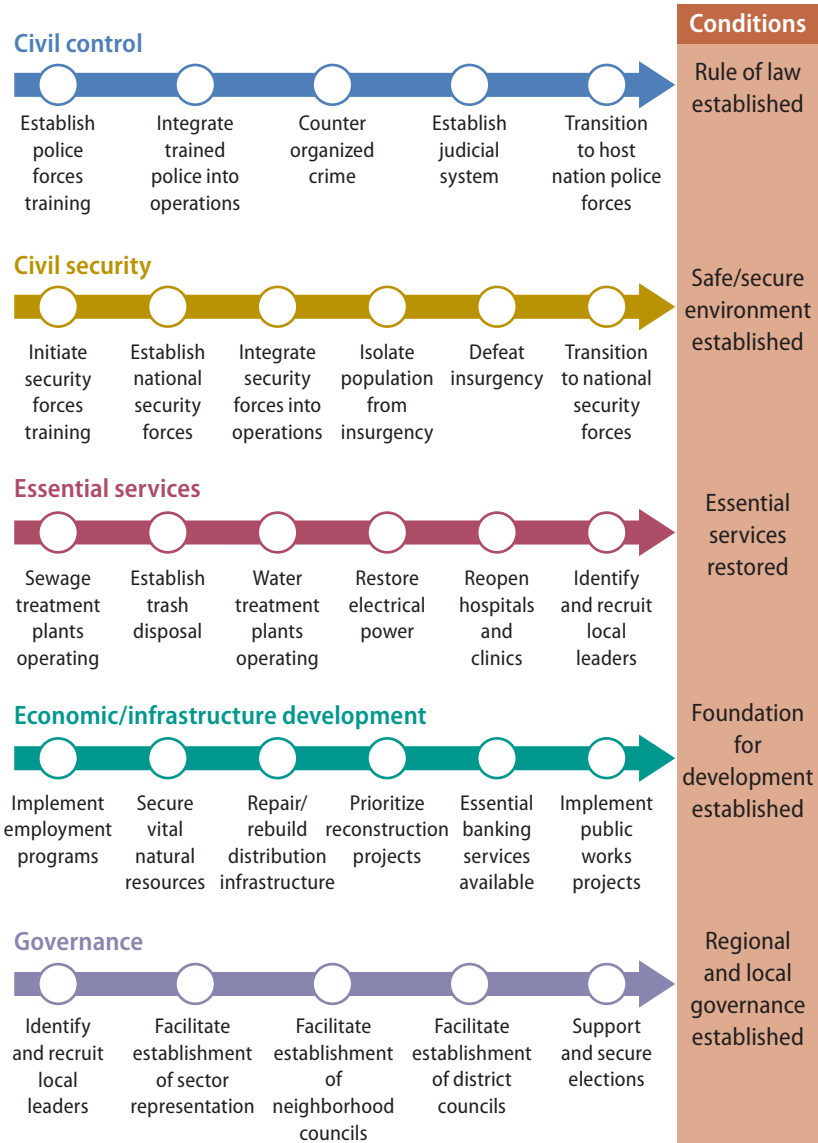 Conditions
Civil control
Establish
police
forces
training
Integrate
trained
police into
operations
Counter
organized
crime
Establish
judicial
system
Transition
to host
nation police
forces
Rule of law
established
Civil security
Initiate
security
forces
training
Establish
national
security
forces
Integrate
security
forces into
operations
Isolate
population
from
insurgency
Defeat
insurgency
Transition
to national
security
forces
Safe/secure
environment
established
Essential services
Sewage
treatment
plants
operating
Establish
trash
disposal
Water
treatment
plants
operating
Restore
electrical
power
Reopen
hospitals
and
clinics
Identify
and recruit
local
leaders
Essential
services
restored
Economic/infrastructure development
Implement
employment
programs
Secure
vital
natural
resources
Repair/
rebuild
distribution
infrastructure
Prioritize
reconstruction
projects
Essential
banking
services
available
Implement
public
works
projects
Foundation
for
development
established
Governance
Identify
and recruit
local
leaders
Facilitate
establishment
of sector
representation
Facilitate
establishment
of
neighborhood
councils
Facilitate
establishment
of district
councils
Support
and secure
elections
Regional
and local
governance
established